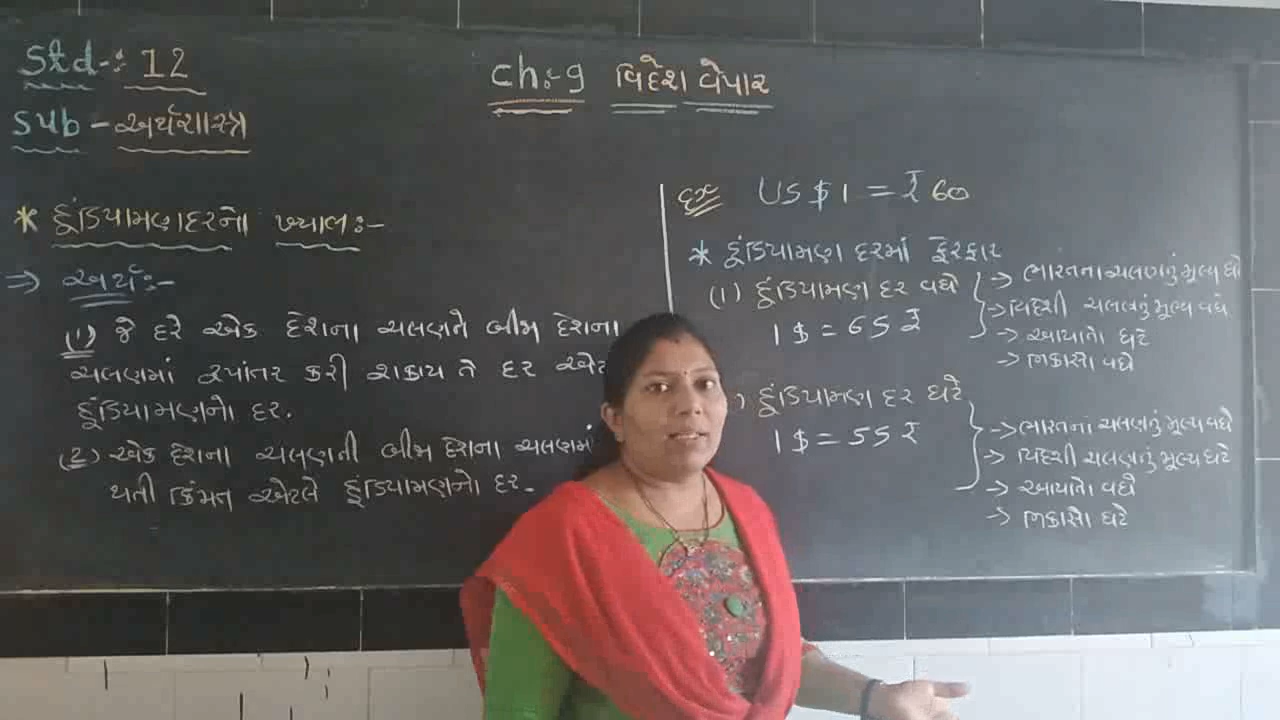 Std-: 12
Sub - અર્થશાસ્ત્ર
Ch:-9 વિદેશ વેપાર
* હૂંડિયામણદરનો ખ્યાલ:-
⇒ અર્થ:-
(1) જે દરે એક દેશના ચલણને બીજા દેશના
ચલણમાં રૂપાંતર કરી શકાય તે દર
હૂંડિયામણનો દર.
(2) એક દેશના ચલણની બીજા દેશના ચલણમાં
થતી કિંમત એટલે હૂંડિયામણનો દર.
દા.ત. US $1 = ₹ 60
* હૂંડિયામણ દરમાં ફેરફાર
(1) હૂંડિયામણ દર વધે
1 $ = 65 ₹
→ ભારતના ચલણનું મૂલ્ય ઘટે
→ વિદેશી ચલણનું મૂલ્ય વધે
→ આયાતો ઘટે
→ નિકાસો વધે
) હૂંડિયામણ દર ઘટે
1 $ = 55 ₹
→ ભારતનાં ચલણનું મૂલ્ય વધે
→ વિદેશી ચલણનું મૂલ્ય ઘટે
→ આયાતો વધે
→ નિકાસો ઘટે